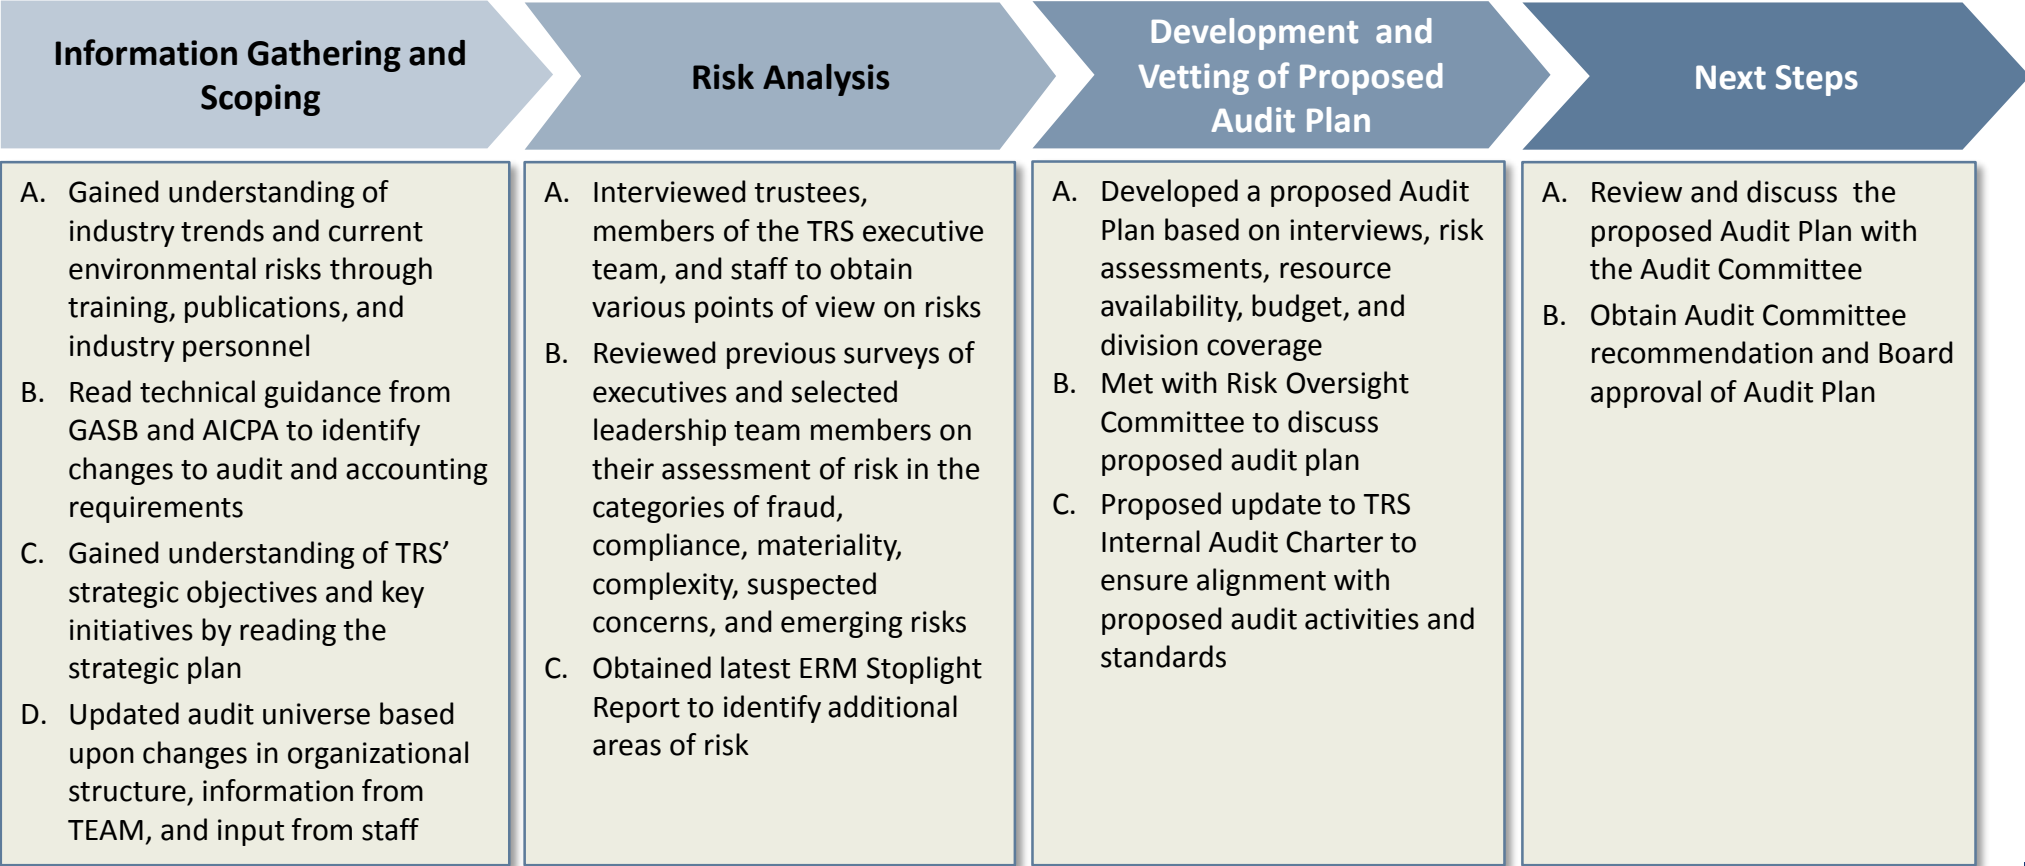 Information Gathering and
Scoping
Risk Analysis
Development and
Vetting of Proposed
Audit Plan
Next Steps
A. Gained understanding of
industry trends and current
environmental risks through
training, publications, and
industry personnel
B. Read technical guidance from
GASB and AICPA to identify
changes to audit and accounting
requirements
C. Gained understanding of TRS’
strategic objectives and key
initiatives by reading the
strategic plan
D. Updated audit universe based
upon changes in organizational
structure, information from
TEAM, and input from staff
A. Interviewed trustees,
members of the TRS executive
team, and staff to obtain
various points of view on risks
B. Reviewed previous surveys of
executives and selected
leadership team members on
their assessment of risk in the
categories of fraud,
compliance, materiality,
complexity, suspected
concerns, and emerging risks
C. Obtained latest ERM Stoplight
Report to identify additional
areas of risk
A. Developed a proposed Audit
Plan based on interviews, risk
assessments, resource
availability, budget, and
division coverage
B. Met with Risk Oversight
Committee to discuss
proposed audit plan
C. Proposed update to TRS
Internal Audit Charter to
ensure alignment with
proposed audit activities and
standards
A. Review and discuss the
proposed Audit Plan with
the Audit Committee
B. Obtain Audit Committee
recommendation and Board
approval of Audit Plan